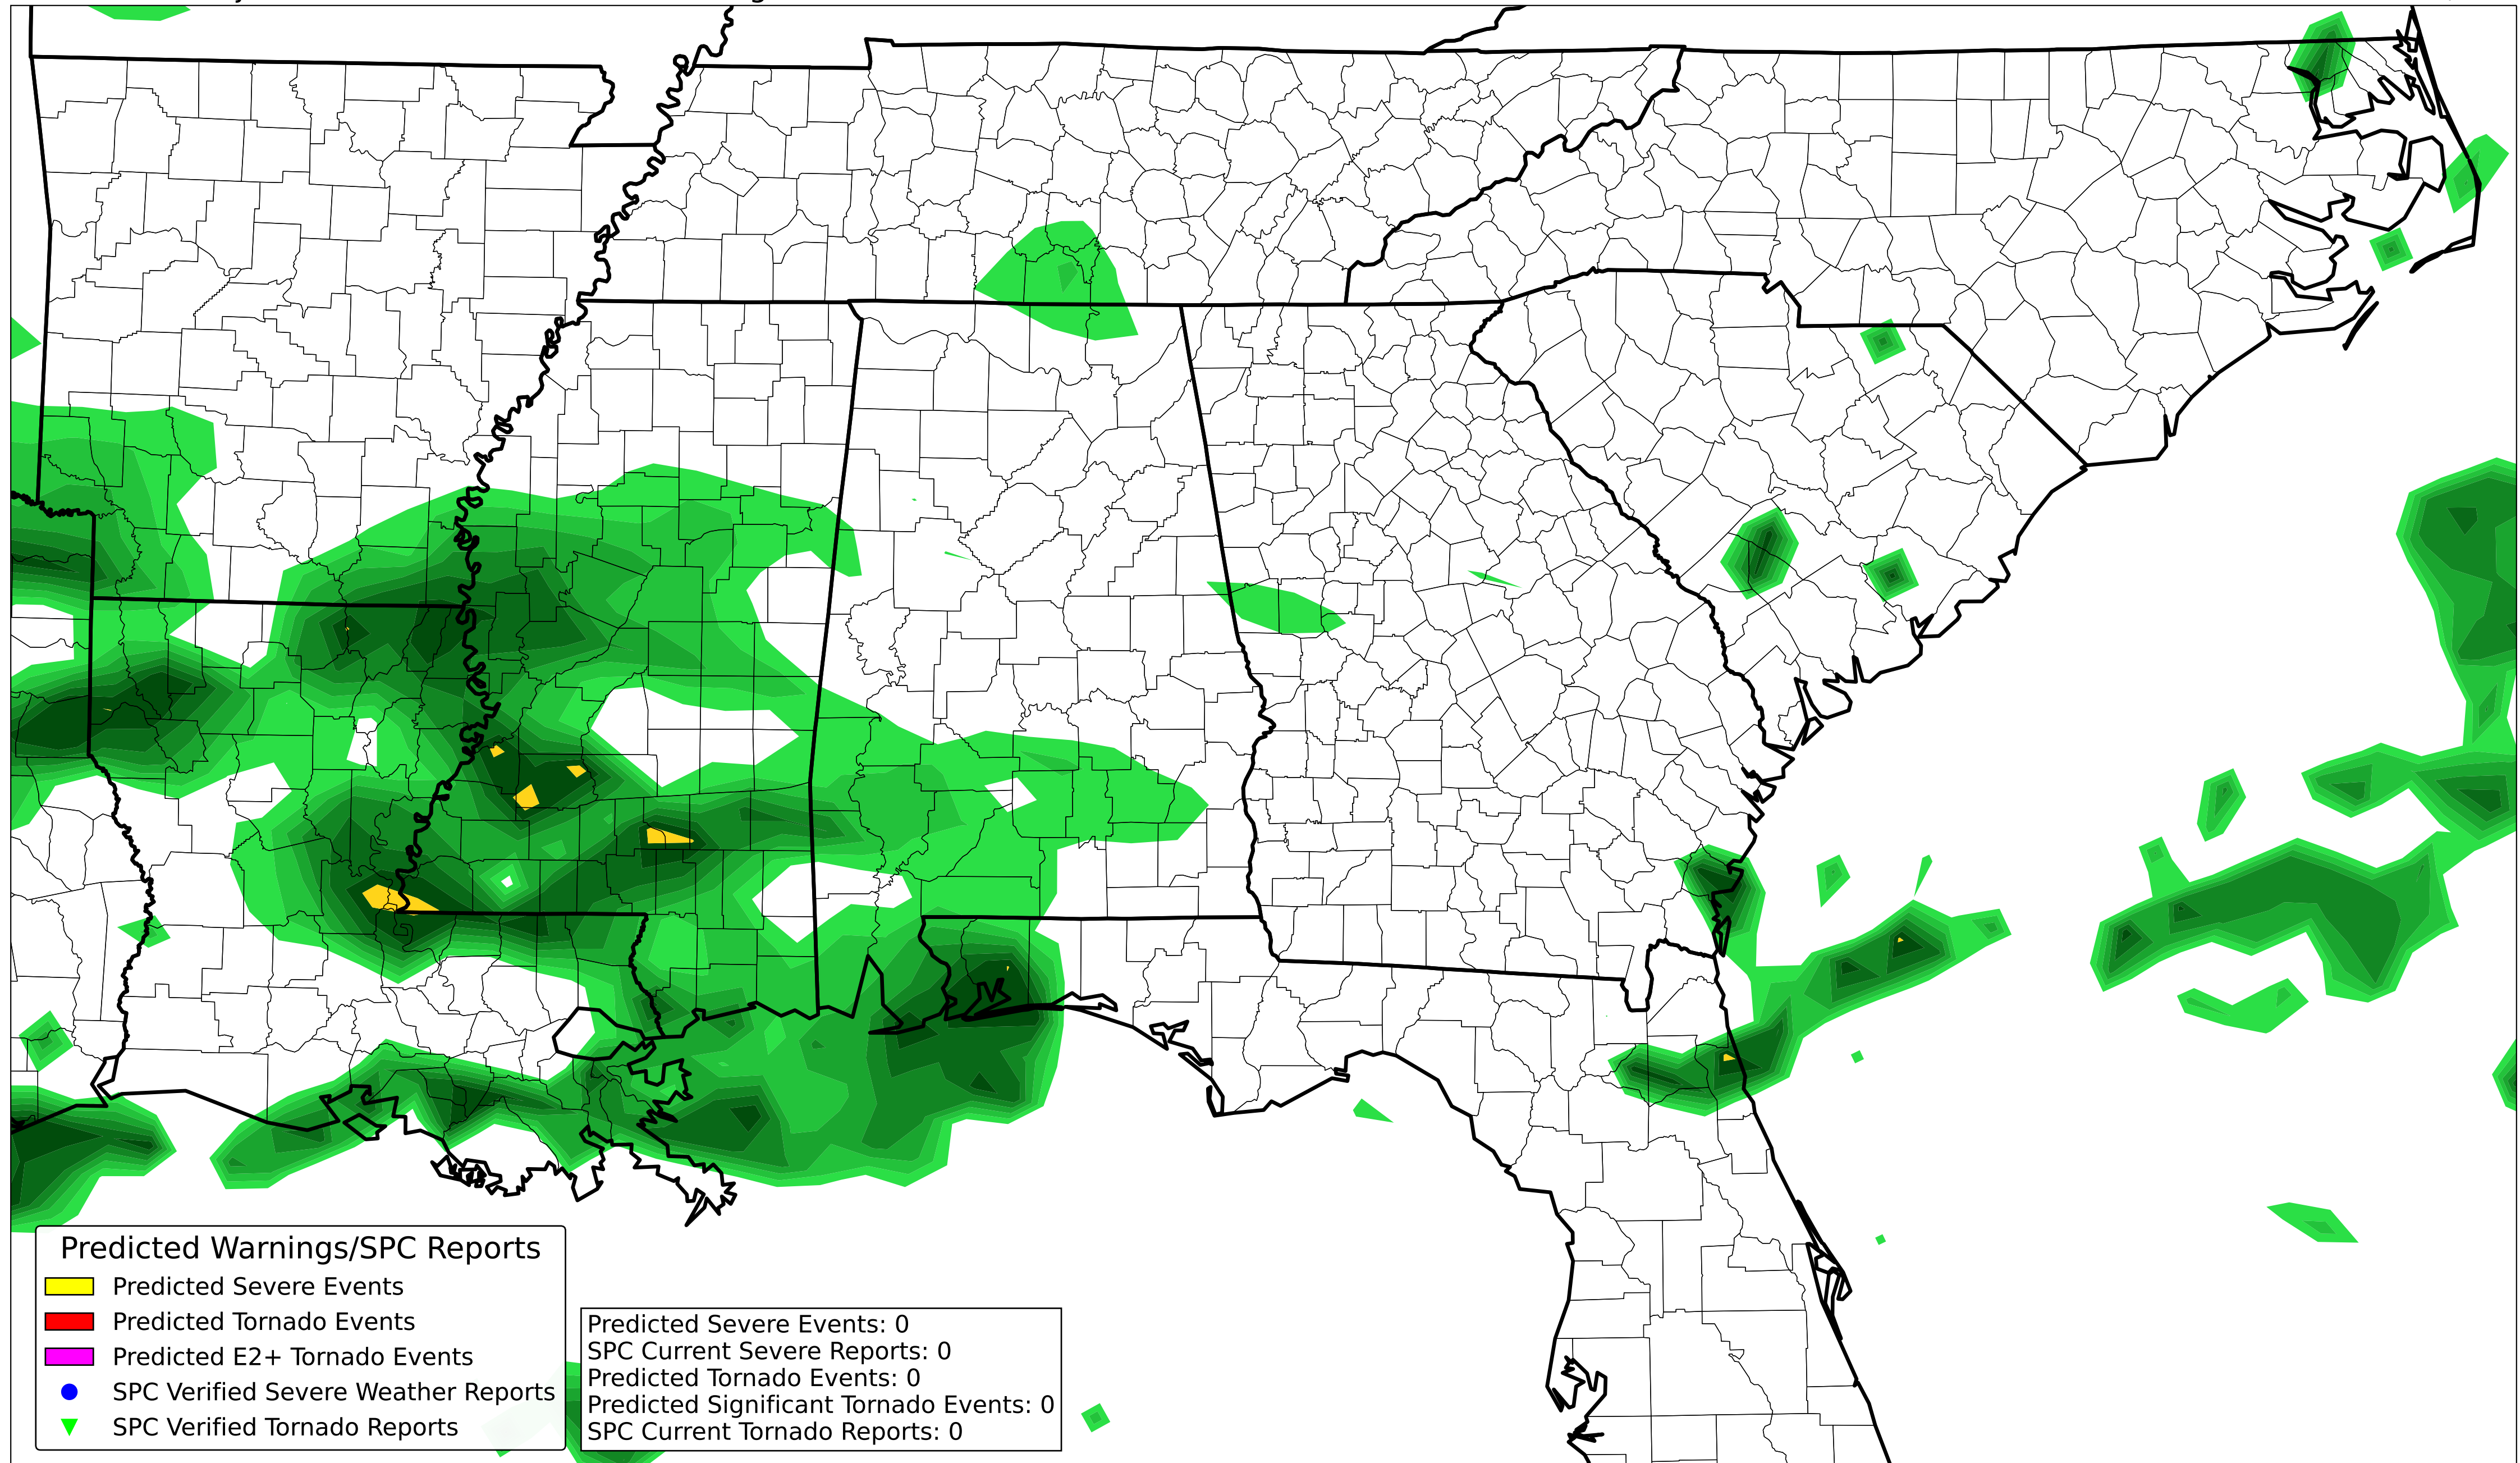 Predicted Warnings/SPC Reports
Predicted Severe Events
Predicted Tornado Events
Predicted E2+ Tornado Events
SPC Verified Severe Weather Reports
SPC Verified Tornado Reports
Predicted Severe Events: 0
SPC Current Severe Reports: 0
Predicted Tornado Events: 0
Predicted Significant Tornado Events: 0
SPC Current Tornado Reports: 0